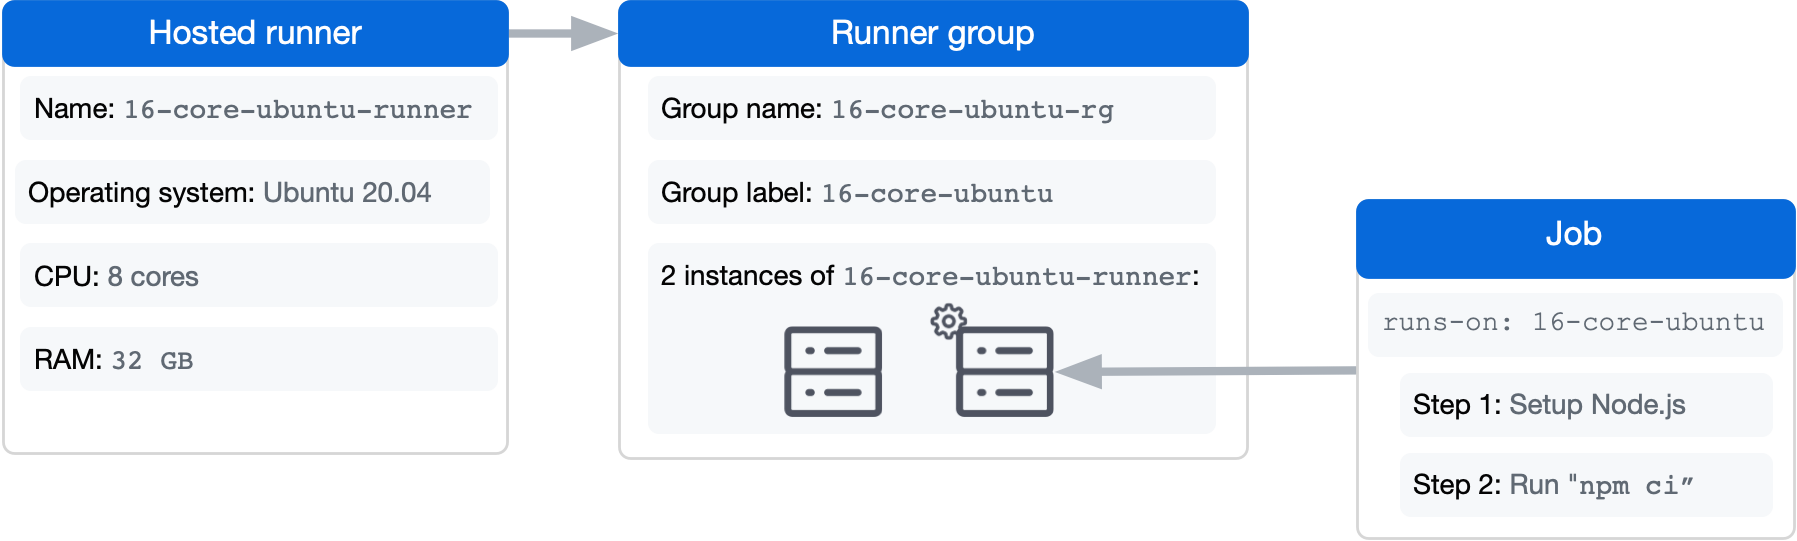 Hosted runner
Name: 16-core-ubuntu-runner
Operating system: Ubuntu 20.04
CPU: 8 cores
RAM: 32 GB
Runner group
Group name: 16-core-ubuntu-rg
Group label: 16-core-ubuntu
2 instances of 16-core-ubuntu-runner:
Job
runs-on: 16-core-ubuntu
Step 1: Setup Node.js
Step 2: Run "npm ci”